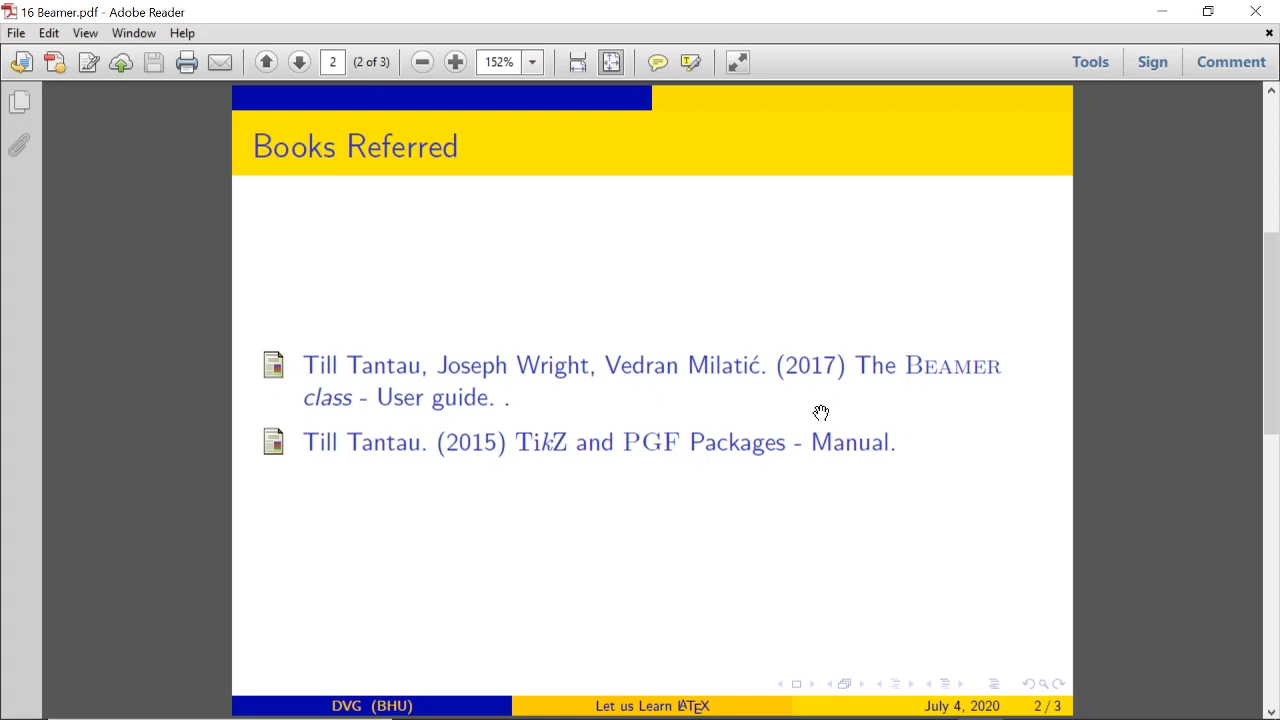 16 Beamer.pdf - Adobe Reader
File Edit View Window Help
2 (2 of 3) 152% Tools Sign Comment
Books Referred
Till Tantau, Joseph Wright, Vedran Milatić. (2017) The BEAMER
class - User guide. .
Till Tantau. (2015) TikZ and PGF Packages - Manual.
DVG (BHU) Let us Learn LATEX July 4, 2020 2 / 3